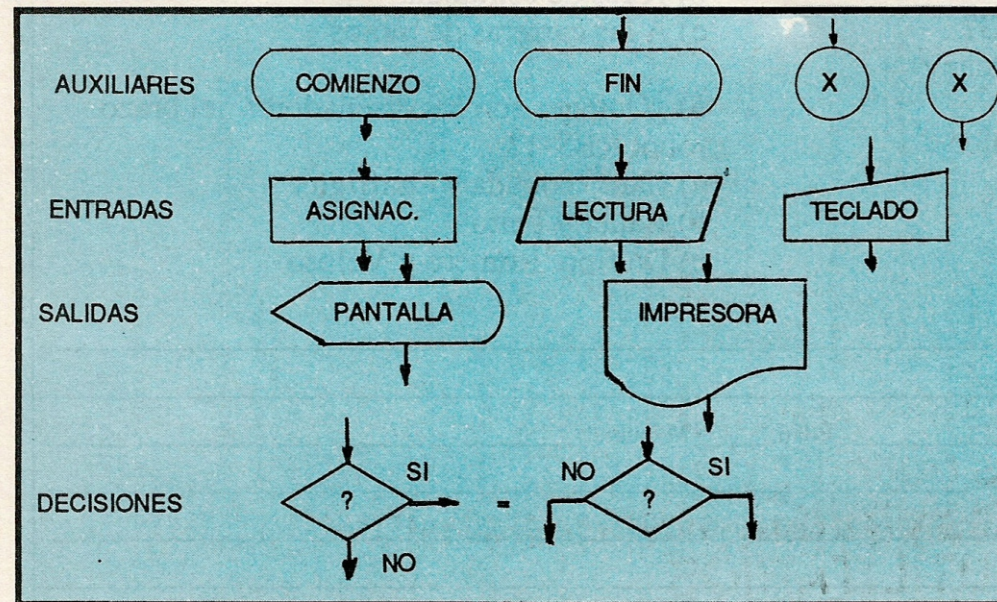 AUXILIARES COMIENZO FIN X X
ENTRADAS ASIGNAC. LECTURA TECLADO
SALIDAS PANTALLA IMPRESORA
DECISIONES ? SI NO = NO ? SI